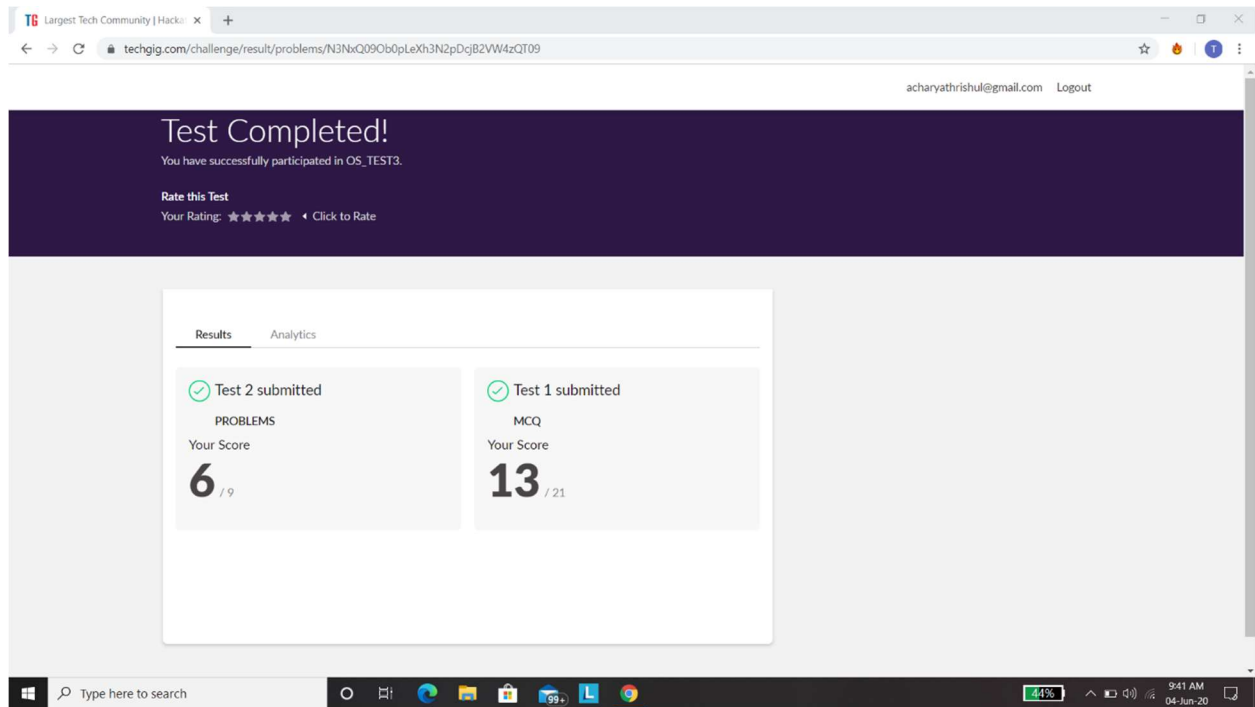 TG Largest Tech Community | Hacka
techgig.com/challenge/result/problems/N3NxQ09Ob0pLeXh3N2pDcjB2VW4zQT09
T
acharyathrishul@gmail.com Logout
Test Completed!
You have successfully participated in OS_TEST3.
Rate this Test
Your Rating: Click to Rate
Results Analytics
Test 2 submitted
PROBLEMS
Your Score
6 / 9
Test 1 submitted
MCQ
Your Score
13 / 21
Type here to search
99+
L
44%
9:41 AM
04-Jun-20